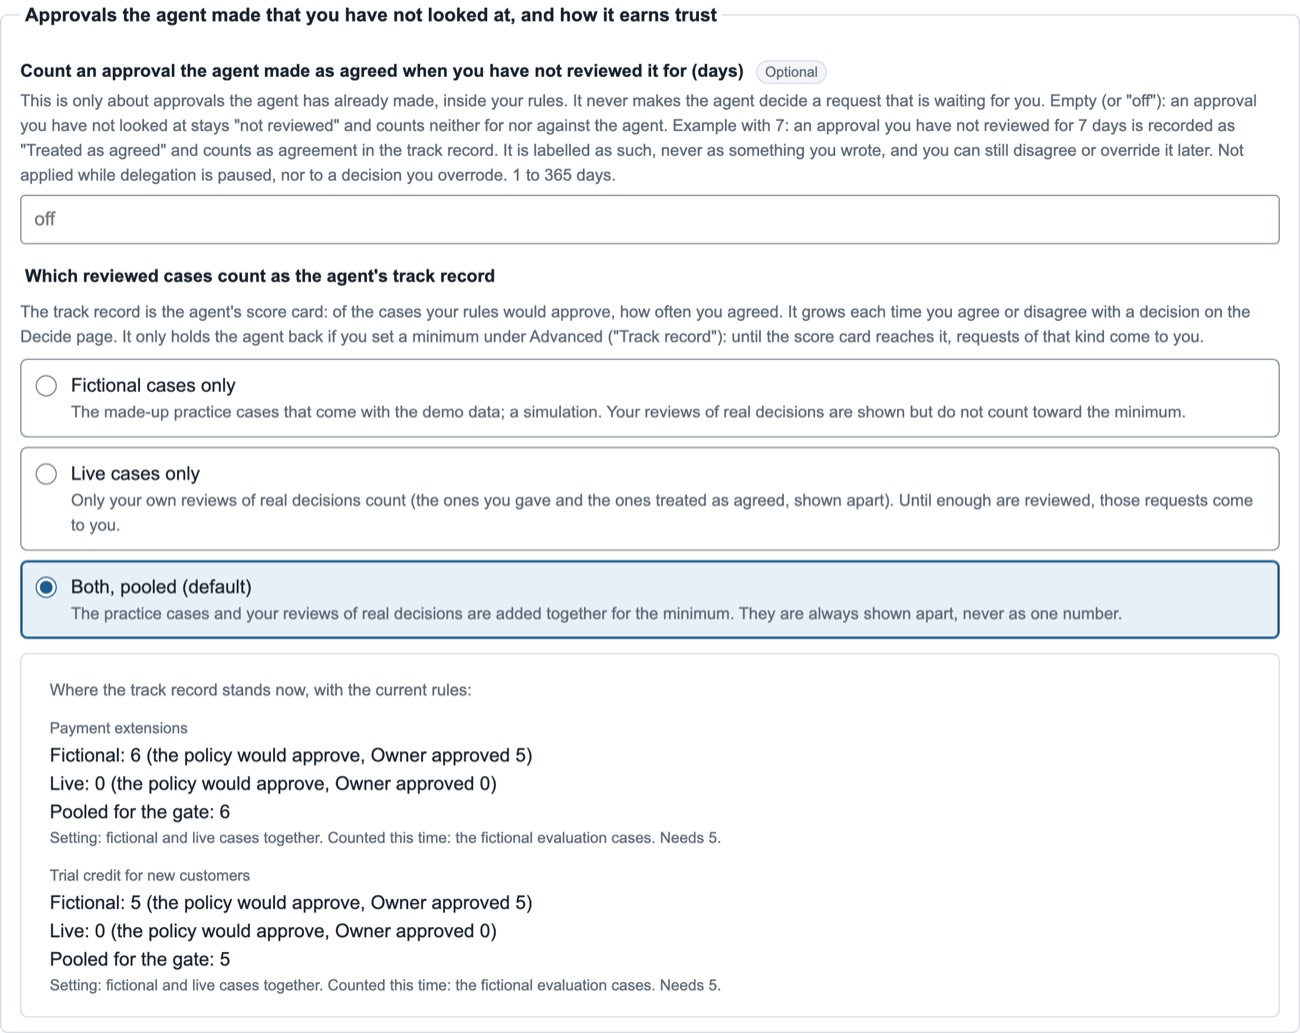 Approvals the agent made that you have not looked at, and how it earns trust
Count an approval the agent made as agreed when you have not reviewed it for (days) Optional
This is only about approvals the agent has already made, inside your rules. It never makes the agent decide a request that is waiting for you. Empty (or "off"): an approval
you have not looked at stays "not reviewed" and counts neither for nor against the agent. Example with 7: an approval you have not reviewed for 7 days is recorded as
"Treated as agreed" and counts as agreement in the track record. It is labelled as such, never as something you wrote, and you can still disagree or override it later. Not
applied while delegation is paused, nor to a decision you overrode. 1 to 365 days.
off
Which reviewed cases count as the agent's track record
The track record is the agent's score card: of the cases your rules would approve, how often you agreed. It grows each time you agree or disagree with a decision on the
Decide page. It only holds the agent back if you set a minimum under Advanced ("Track record"): until the score card reaches it, requests of that kind come to you.
Fictional cases only
The made-up practice cases that come with the demo data; a simulation. Your reviews of real decisions are shown but do not count toward the minimum.
Live cases only
Only your own reviews of real decisions count (the ones you gave and the ones treated as agreed, shown apart). Until enough are reviewed, those requests come
to you.
Both, pooled (default)
The practice cases and your reviews of real decisions are added together for the minimum. They are always shown apart, never as one number.
Where the track record stands now, with the current rules:
Payment extensions
Fictional: 6 (the policy would approve, Owner approved 5)
Live: 0 (the policy would approve, Owner approved 0)
Pooled for the gate: 6
Setting: fictional and live cases together. Counted this time: the fictional evaluation cases. Needs 5.
Trial credit for new customers
Fictional: 5 (the policy would approve, Owner approved 5)
Live: 0 (the policy would approve, Owner approved 0)
Pooled for the gate: 5
Setting: fictional and live cases together. Counted this time: the fictional evaluation cases. Needs 5.